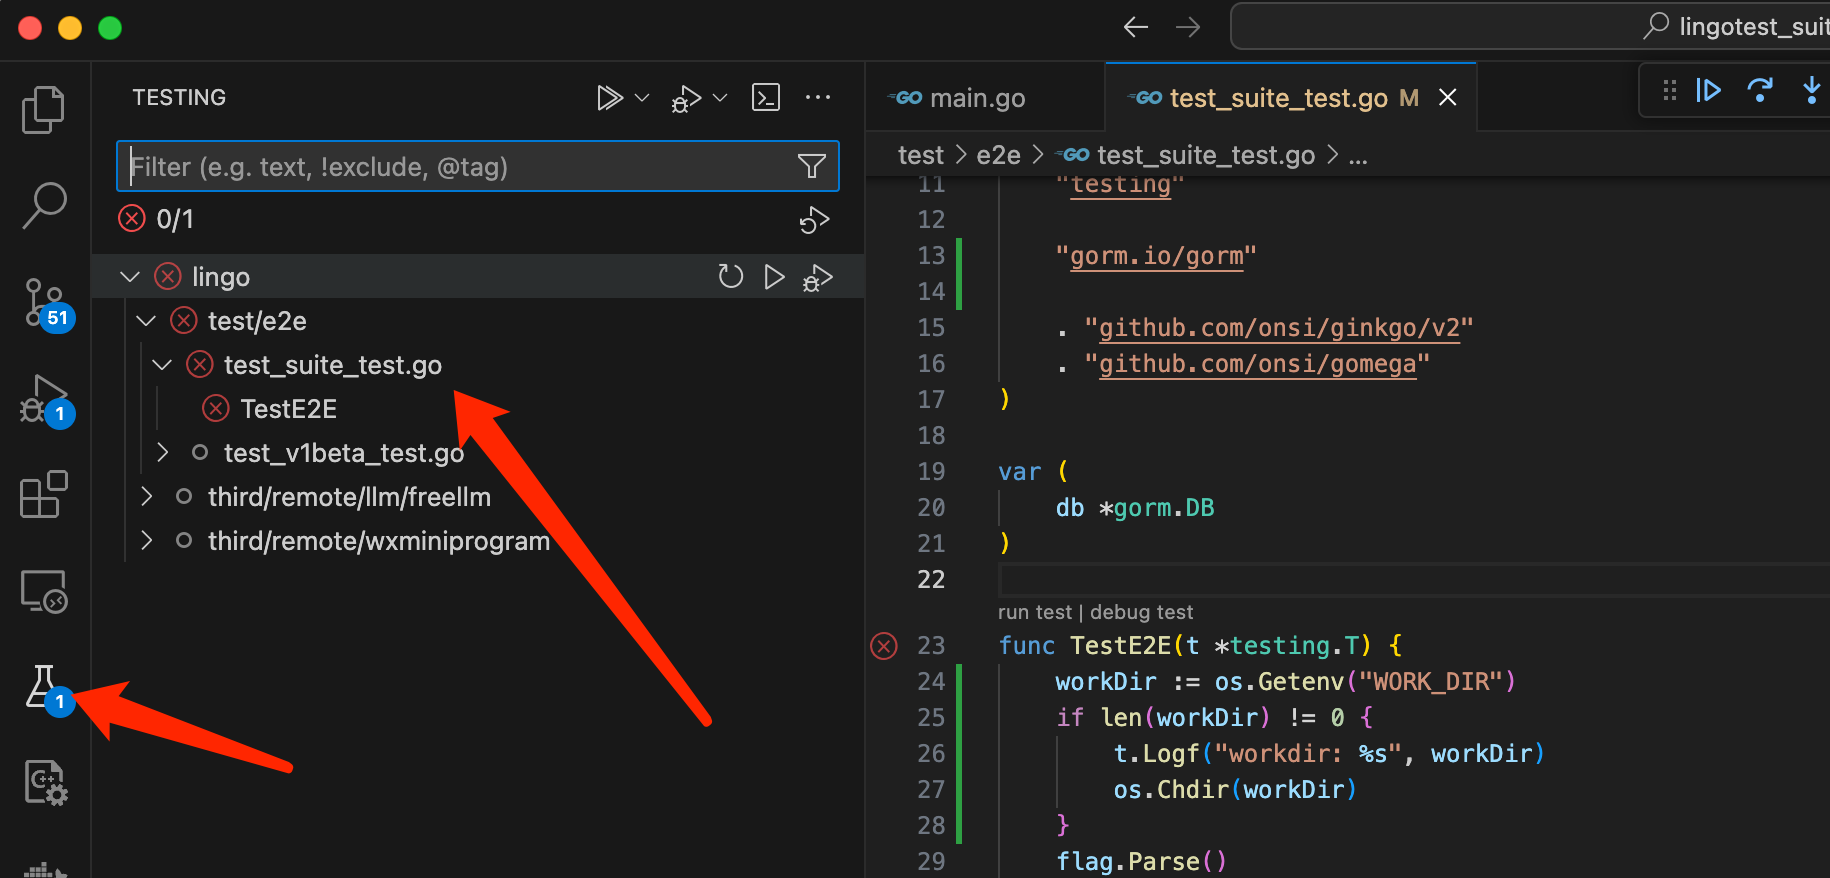 lingotest_suit
TESTING
Filter (e.g. text, !exclude, @tag)
0/1
lingo
test/e2e
test_suite_test.go
TestE2E
test_v1beta_test.go
third/remote/llm/freellm
third/remote/wxminiprogram
51
1
1
C++
GO main.go
GO test_suite_test.go M
test > e2e > GO test_suite_test.go > ...
11 "testing"
12
13 "gorm.io/gorm"
14
15 . "github.com/onsi/ginkgo/v2"
16 . "github.com/onsi/gomega"
17 )
18
19 var (
20 db *gorm.DB
21 )
22
run test | debug test
23 func TestE2E(t *testing.T) {
24 workDir := os.Getenv("WORK_DIR")
25 if len(workDir) != 0 {
26 t.Logf("workdir: %s", workDir)
27 os.Chdir(workDir)
28 }
29 flag.Parse()